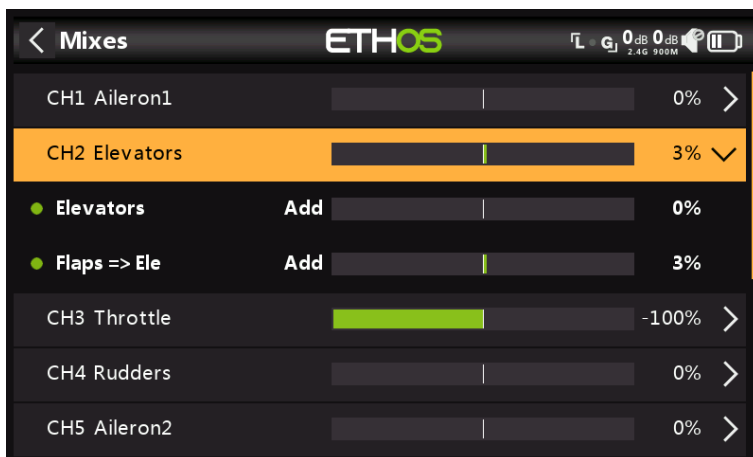 Mixes ETHOS L G 0dB 0dB
2.4G 900M
CH1 Aileron1 0%
CH2 Elevators 3%
Elevators Add 0%
Flaps => Ele Add 3%
CH3 Throttle -100%
CH4 Rudders 0%
CH5 Aileron2 0%